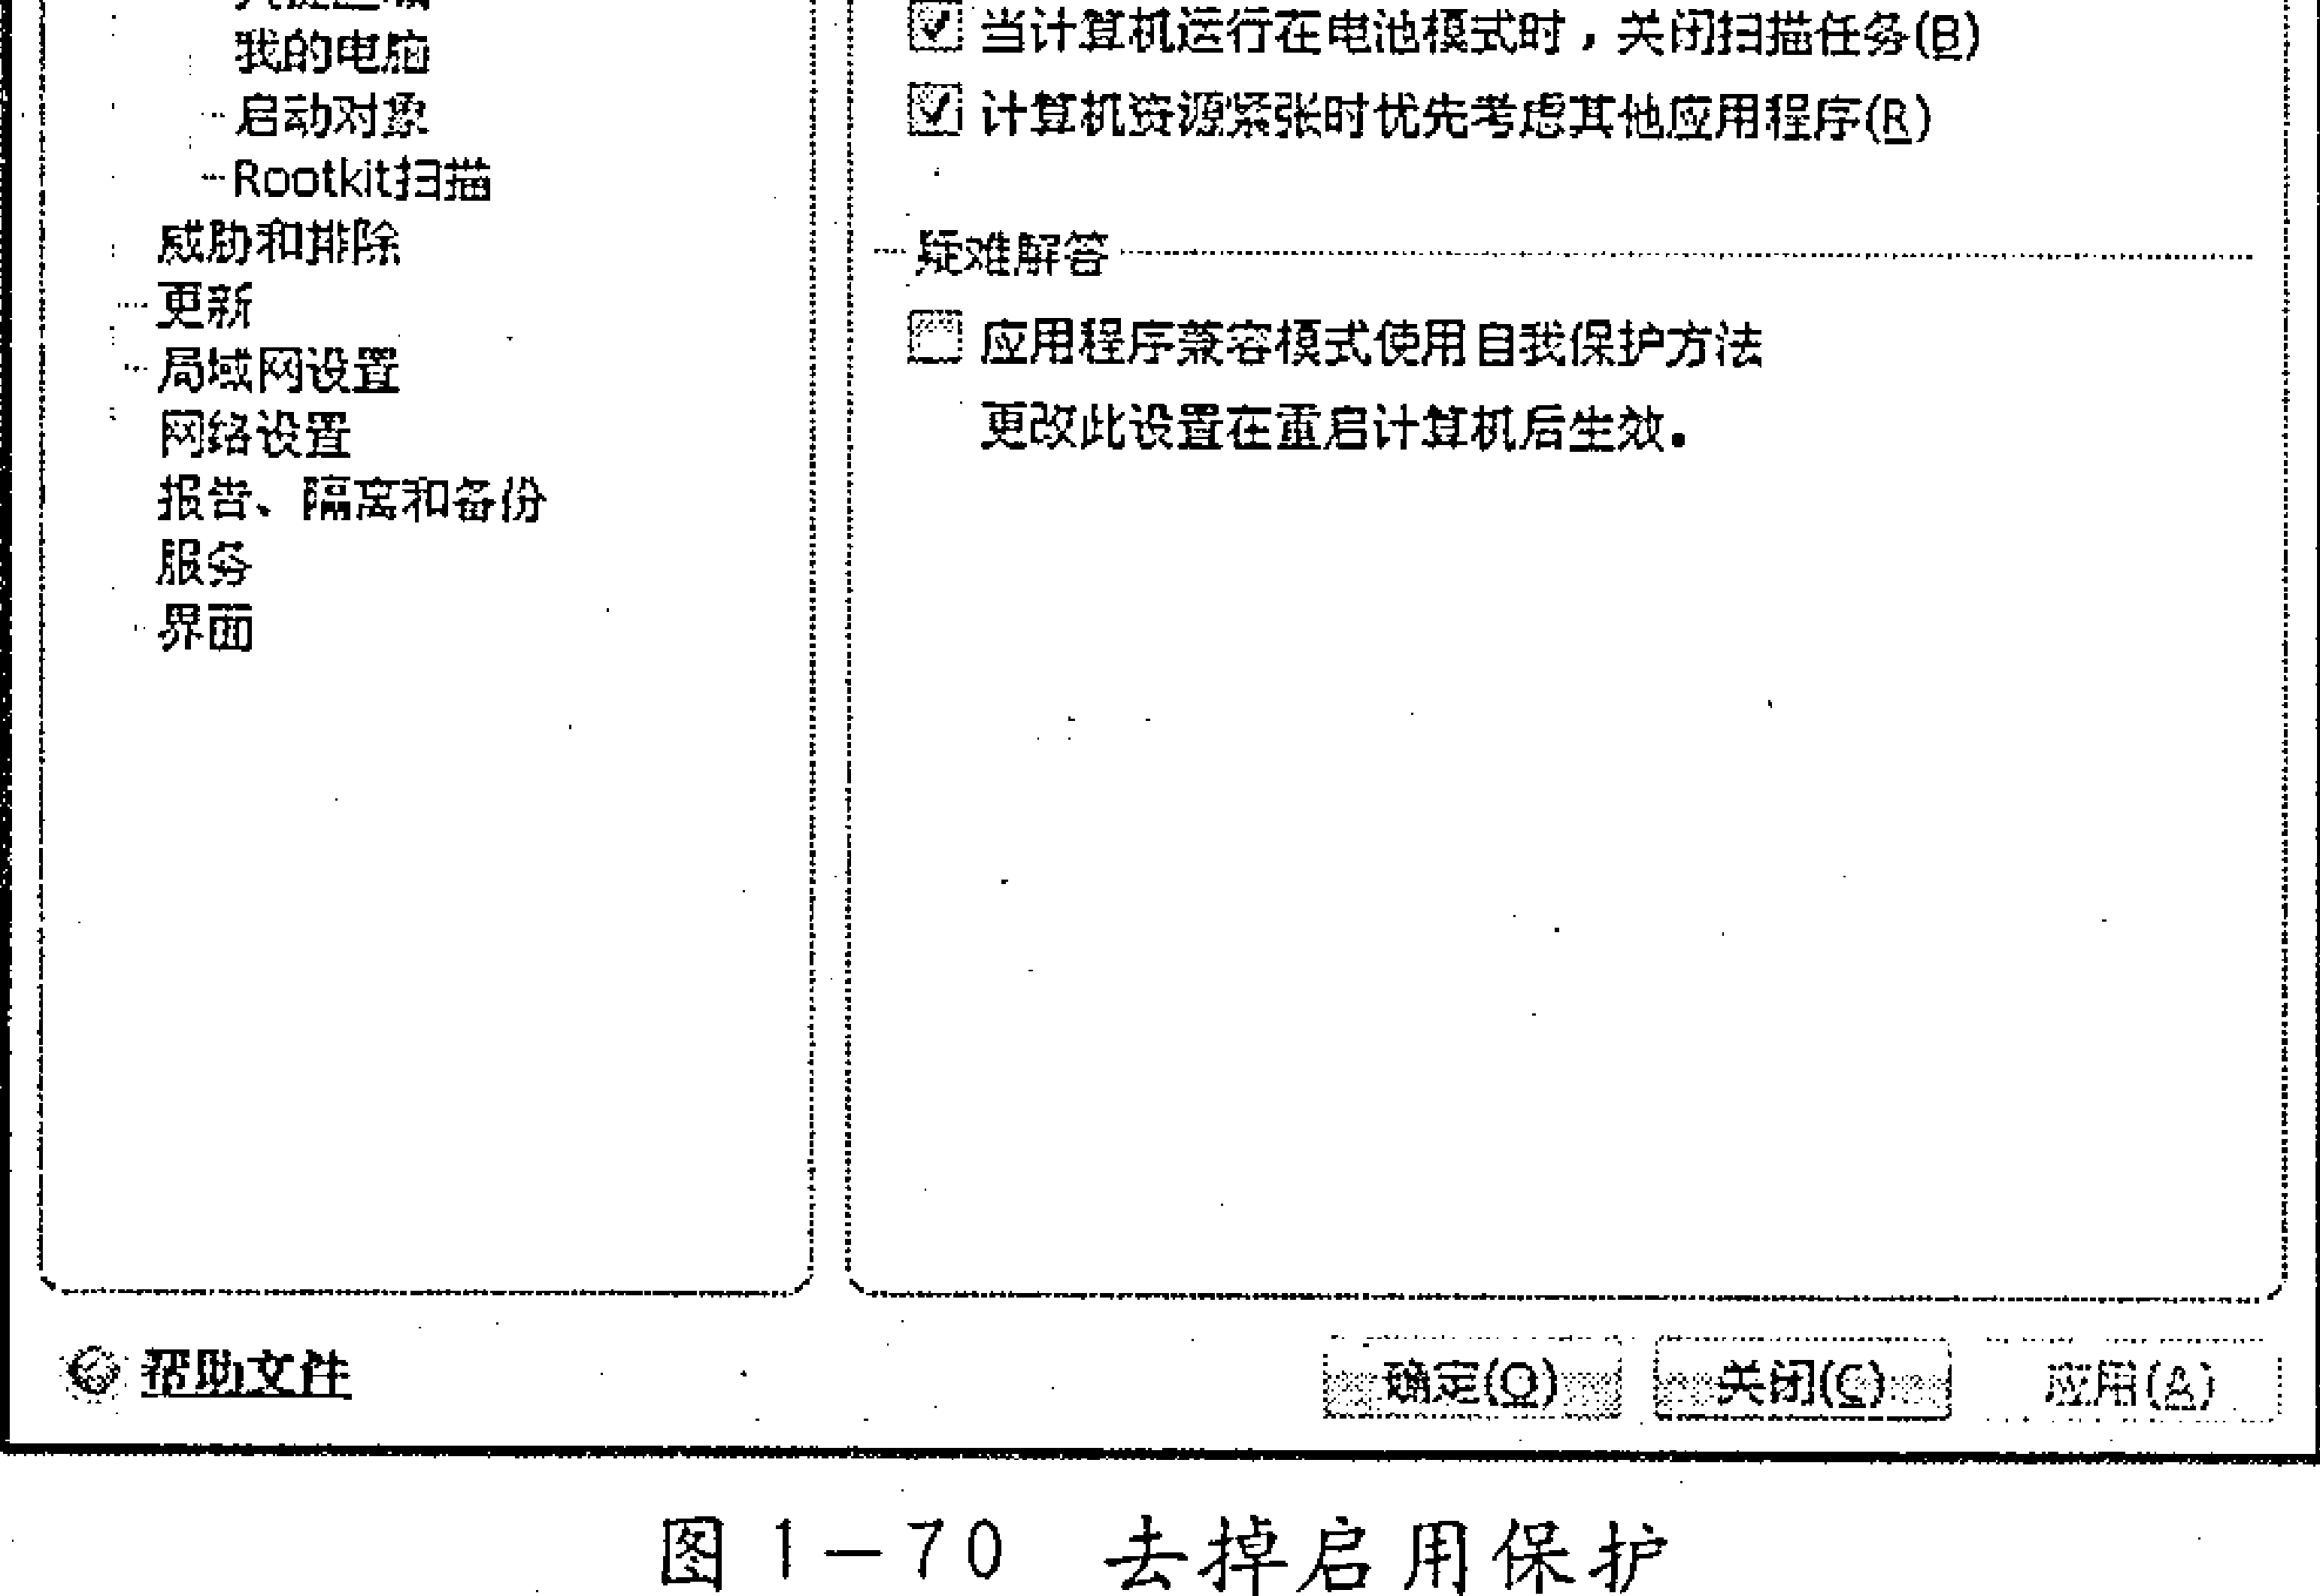 我的电脑
启动对象
Rootkit扫描
威胁和排除
更新
局域网设置
网络设置
报告、隔离和备份
服务
界面
当计算机运行在电池模式时，关闭扫描任务(B)
计算机资源紧张时优先考虑其他应用程序(R)
疑难解答
应用程序兼容模式使用自我保护方法
更改此设置在重启计算机后生效。
帮助文件
确定(O) 关闭(C) 应用(A)
图 1－70 去掉启用保护